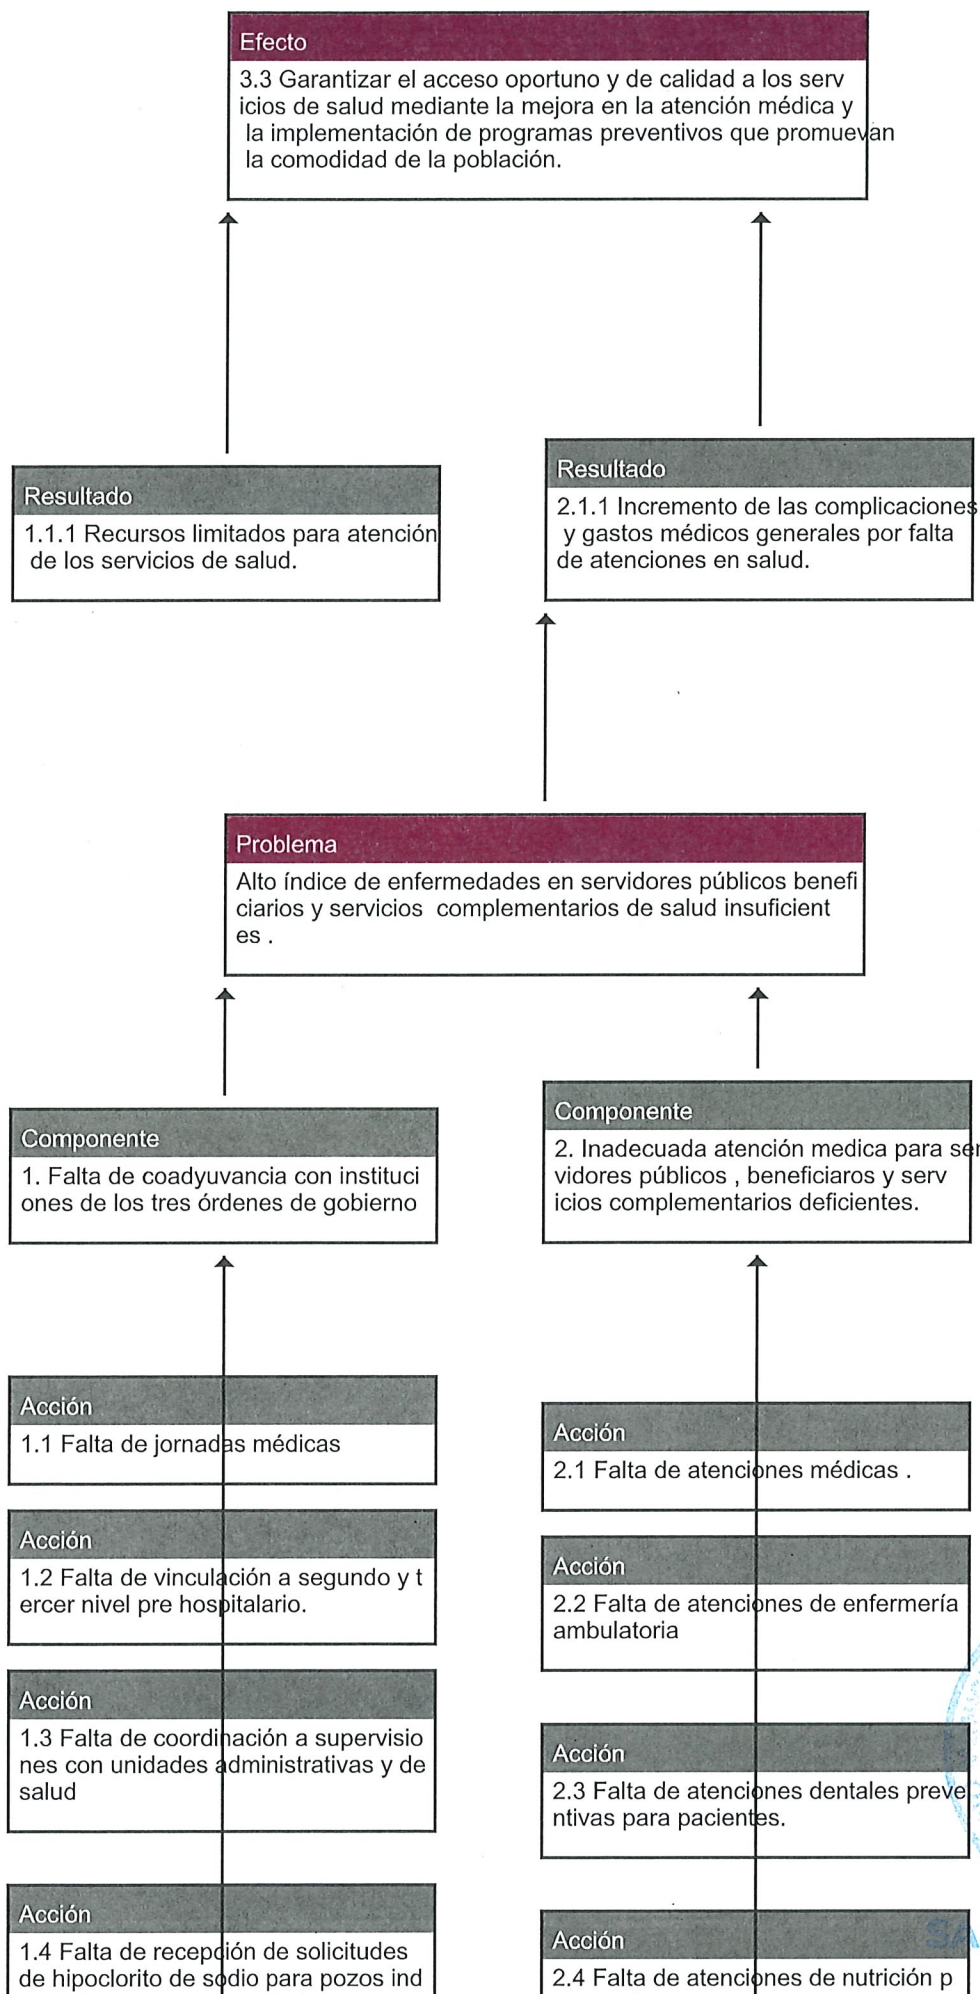 Efecto
3.3 Garantizar el acceso oportuno y de calidad a los serv
icios de salud mediante la mejora en la atención médica y
la implementación de programas preventivos que promuevan
la comodidad de la población.
Resultado
1.1.1 Recursos limitados para atención
de los servicios de salud.
Resultado
2.1.1 Incremento de las complicaciones
y gastos médicos generales por falta
de atenciones en salud.
Problema
Alto índice de enfermedades en servidores públicos benefi
ciarios y servicios complementarios de salud insuficient
es .
Componente
1. Falta de coadyuvancia con instituci
ones de los tres órdenes de gobierno
Componente
2. Inadecuada atención medica para ser
vidores públicos , beneficiaros y serv
icios complementarios deficientes.
Acción
1.1 Falta de jornadas médicas
Acción
1.2 Falta de vinculación a segundo y t
ercer nivel pre hospitalario.
Acción
1.3 Falta de coordinación a supervisio
nes con unidades administrativas y de
salud
Acción
1.4 Falta de recepción de solicitudes
de hipoclorito de sodio para pozos ind
Acción
2.1 Falta de atenciones médicas .
Acción
2.2 Falta de atenciones de enfermería
ambulatoria
Acción
2.3 Falta de atenciones dentales preve
ntivas para pacientes.
Acción
2.4 Falta de atenciones de nutrición p
SA